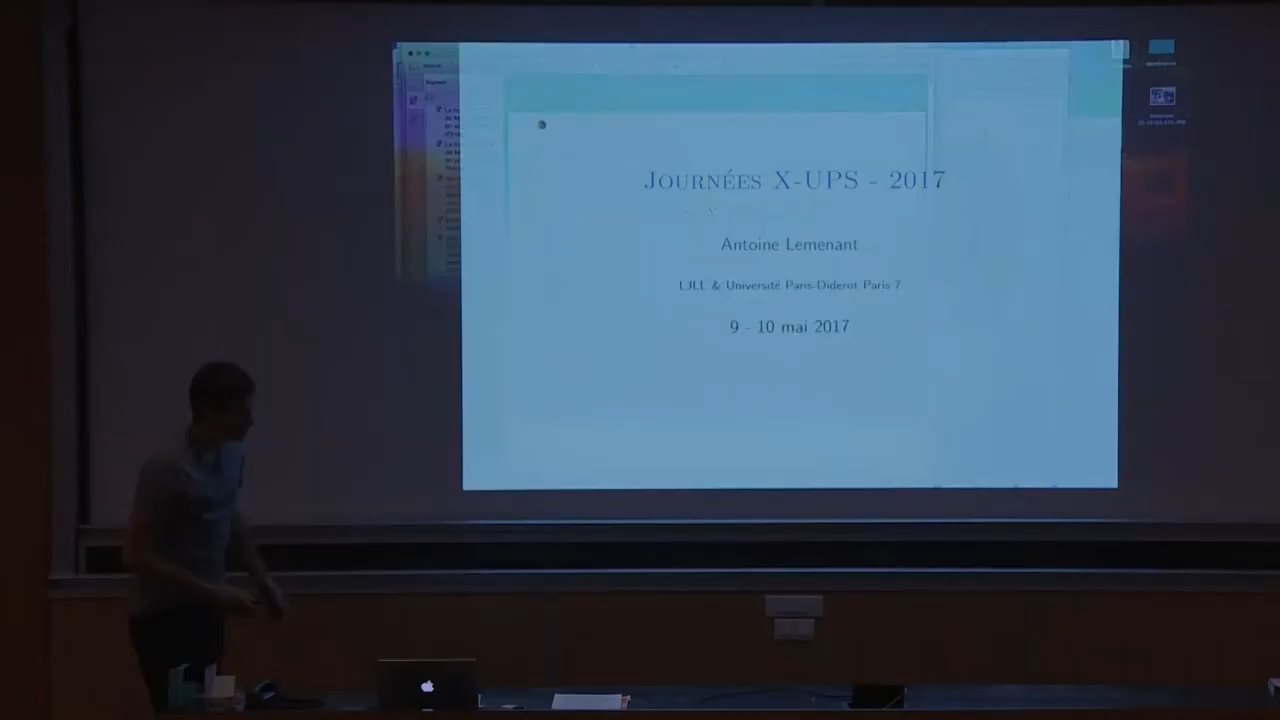 JOURNÉES X-UPS - 2017
Antoine Lemenant
LJLL & Université Paris-Diderot Paris 7
9 - 10 mai 2017